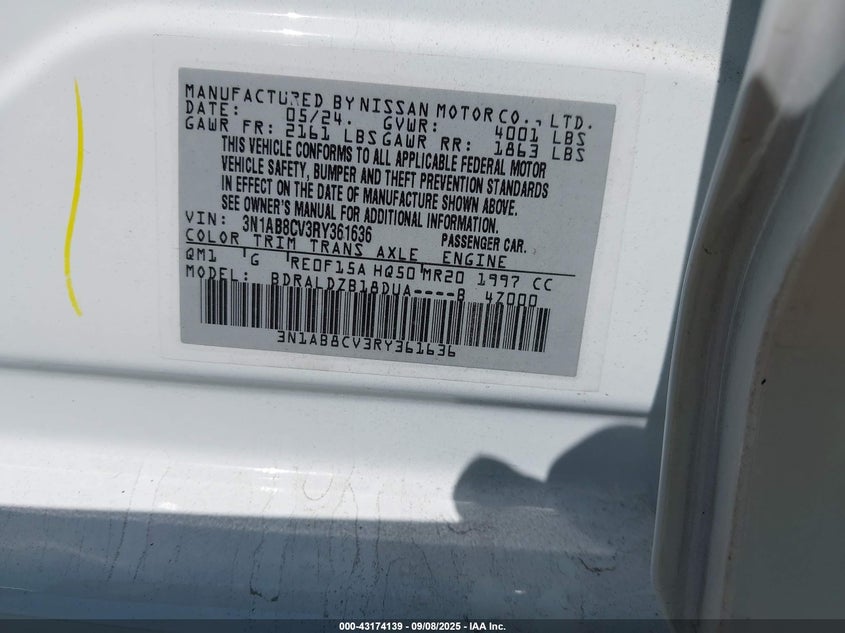 MANUFACTURED BY NISSAN MOTOR CO., LTD.
DATE: 05/24. GVWR: 4001 LBS
GAWR FR: 2161 LBS GAWR RR: 1863 LBS
THIS VEHICLE CONFORMS TO ALL APPLICABLE FEDERAL MOTOR
VEHICLE SAFETY, BUMPER AND THEFT PREVENTION STANDARDS
IN EFFECT ON THE DATE OF MANUFACTURE SHOWN ABOVE.
SEE OWNER'S MANUAL FOR ADDITIONAL INFORMATION.
VIN: 3N1AB8CV3RY361636 PASSENGER CAR.
COLOR TRIM TRANS AXLE ENGINE
QM1 G RE0F15A HQ50 MR20 1997 CC
MODEL: BDRALDZB18DUA----8 47000
3N1AB8CV3RY361636
000-43174139 - 09/08/2025 - IAA Inc.